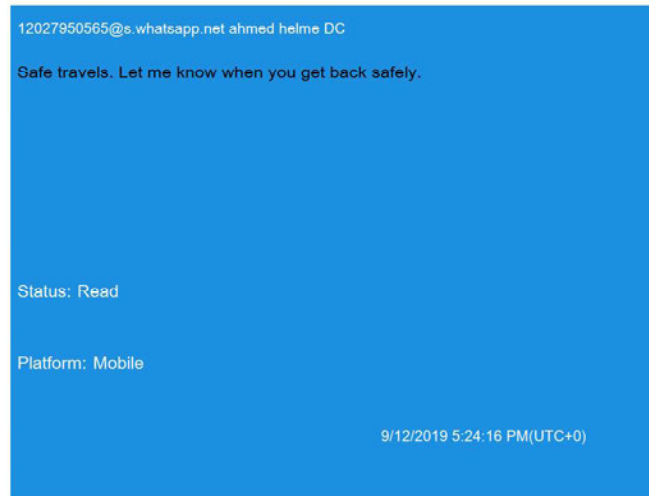 12027950565@s.whatsapp.net ahmed helme DC
Safe travels. Let me know when you get back safely.
Status: Read
Platform: Mobile
9/12/2019 5:24:16 PM(UTC+0)